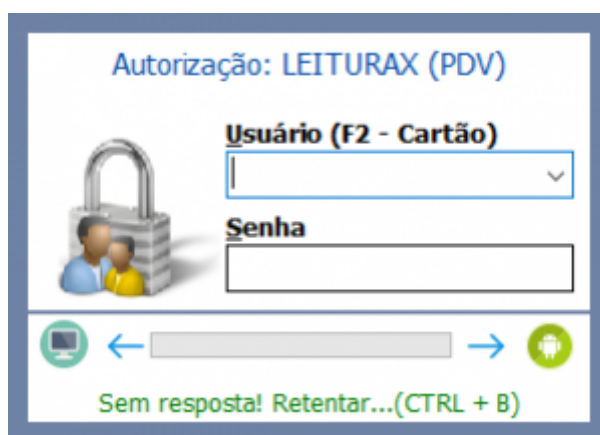 Autorização: LEITURAX (PDV)
Usuário (F2 - Cartão)
Senha
Sem resposta! Retentar...(CTRL + B)